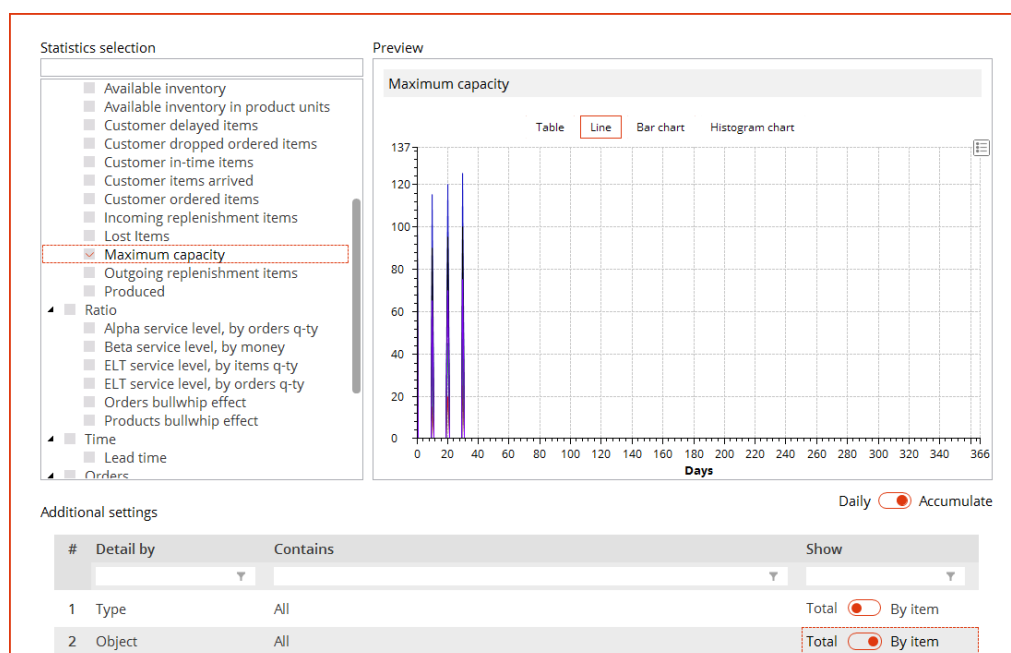 Statistics selection
Available inventory
Available inventory in product units
Customer delayed items
Customer dropped ordered items
Customer in-time items
Customer items arrived
Customer ordered items
Incoming replenishment items
Lost Items
Maximum capacity
Outgoing replenishment items
Produced
Ratio
Alpha service level, by orders q-ty
Beta service level, by money
ELT service level, by items q-ty
ELT service level, by orders q-ty
Orders bullwhip effect
Products bullwhip effect
Time
Lead time
Orders
Preview
Maximum capacity
Table Line Bar chart Histogram chart
137
120
100
80
60
40
20
0
0 20 40 60 80 100 120 140 160 180 200 220 240 260 280 300 320 340 366
Days
Daily Accumulate
Additional settings
# Detail by Contains Show
1 Type All Total By item
2 Object All Total By item